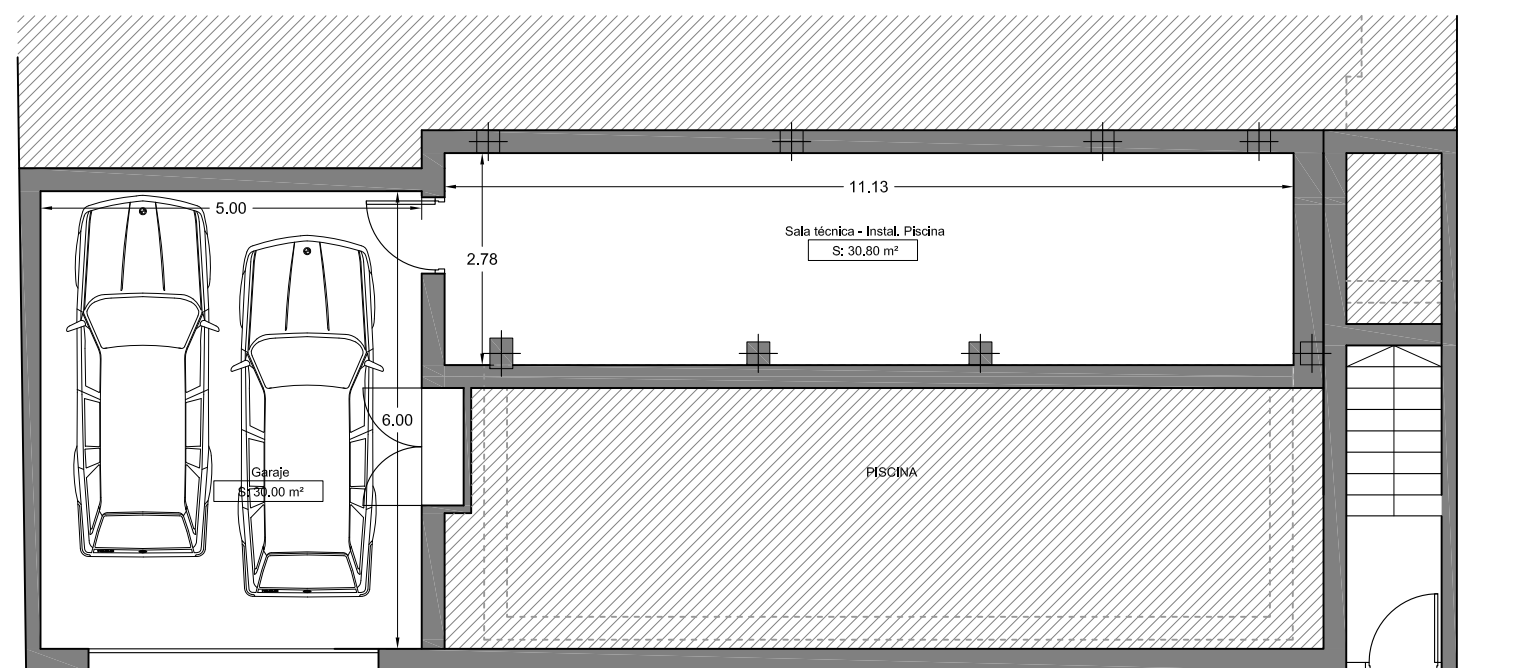 11.13
5.00
Sala técnica - Instal. Piscina
S: 30.80 m²
2.78
6.00
Garaje
S: 30.00 m²
PISCINA